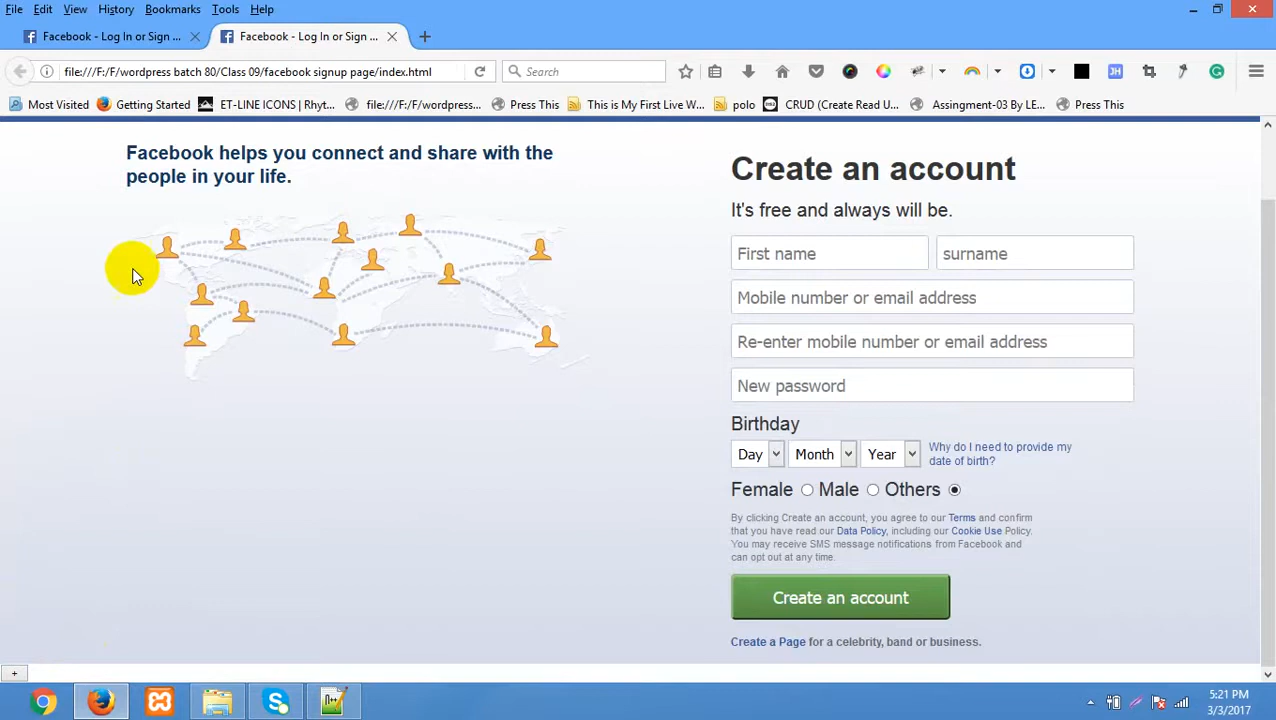 File Edit View History Bookmarks Tools Help
Facebook - Log In or Sign ... Facebook - Log In or Sign ...
file:///F:/F/wordpress batch 80/Class 09/facebook signup page/index.html Search
Most Visited Getting Started ET-LINE ICONS | Rhyt... file:///F:/F/wordpress... Press This This is My First Live W... polo CRUD (Create Read U... Assingment-03 By LE... Press This
Facebook helps you connect and share with the
people in your life.
Create an account
It's free and always will be.
First name surname
Mobile number or email address
Re-enter mobile number or email address
New password
Birthday
Day Month Year Why do I need to provide my
date of birth?
Female Male Others
By clicking Create an account, you agree to our Terms and confirm
that you have read our Data Policy, including our Cookie Use Policy.
You may receive SMS message notifications from Facebook and
can opt out at any time.
Create an account
Create a Page for a celebrity, band or business.
5:21 PM
3/3/2017